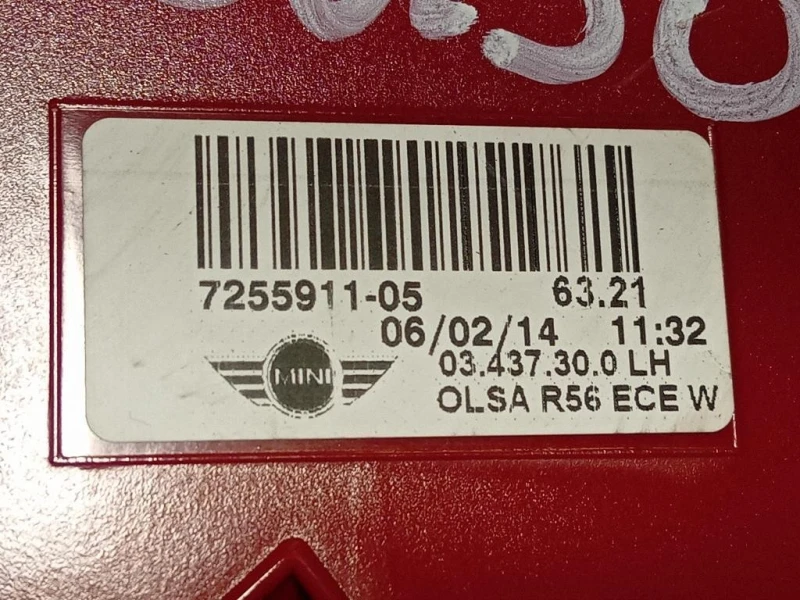 7255911-05 63.21
06/02/14 11:32
03.437.30.0 LH
MINI
OLSA R56 ECE W